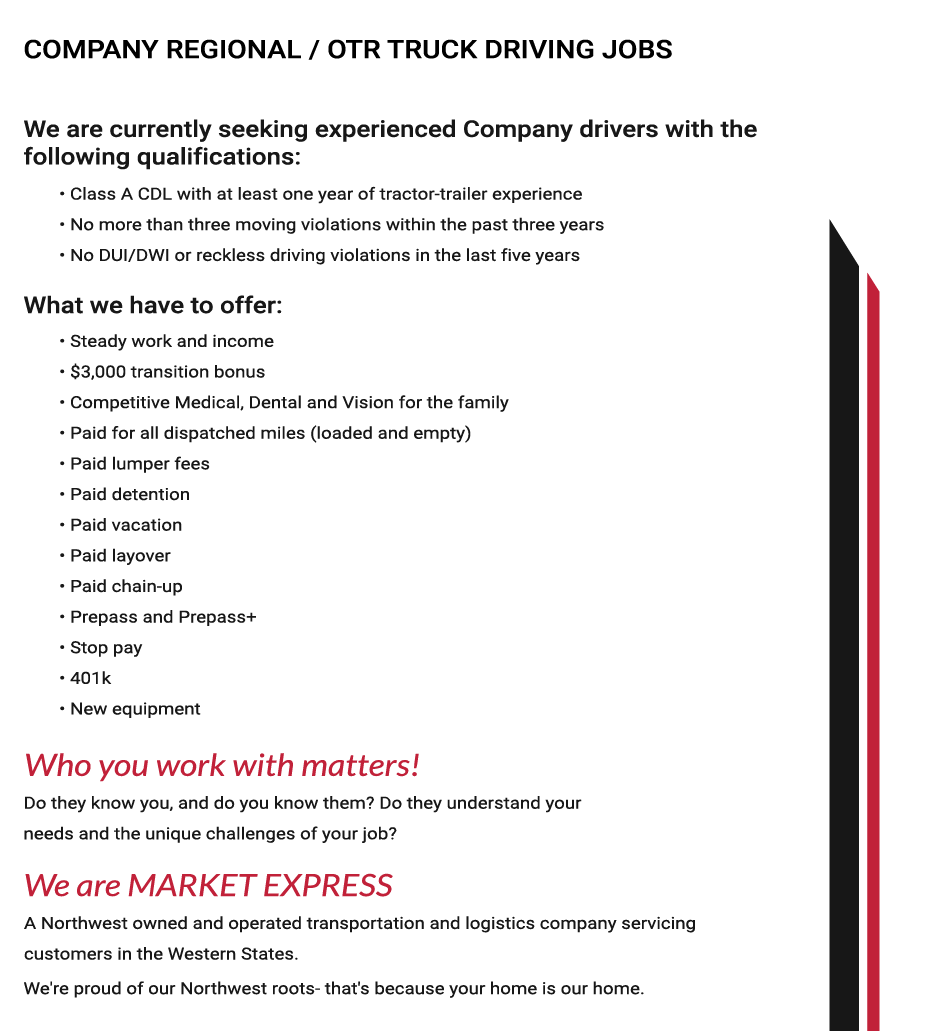 COMPANY REGIONAL / OTR TRUCK DRIVING JOBS
We are currently seeking experienced Company drivers with the
following qualifications:
• Class A CDL with at least one year of tractor-trailer experience
• No more than three moving violations within the past three years
• No DUI/DWI or reckless driving violations in the last five years
What we have to offer:
• Steady work and income
• $3,000 transition bonus
• Competitive Medical, Dental and Vision for the family
• Paid for all dispatched miles (loaded and empty)
• Paid lumper fees
• Paid detention
• Paid vacation
• Paid layover
• Paid chain-up
• Prepass and Prepass+
• Stop pay
• 401k
• New equipment
Who you work with matters!
Do they know you, and do you know them? Do they understand your
needs and the unique challenges of your job?
We are MARKET EXPRESS
A Northwest owned and operated transportation and logistics company servicing
customers in the Western States.
We're proud of our Northwest roots- that's because your home is our home.